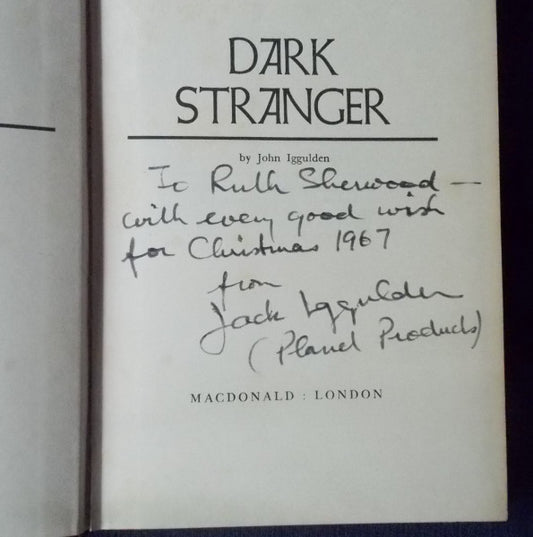 DARK
STRANGER
by John Iggulden
To Ruth Sherwood —
with every good wish
for Christmas 1967
from
Jack Iggulden
(Planet Products)
MACDONALD : LONDON